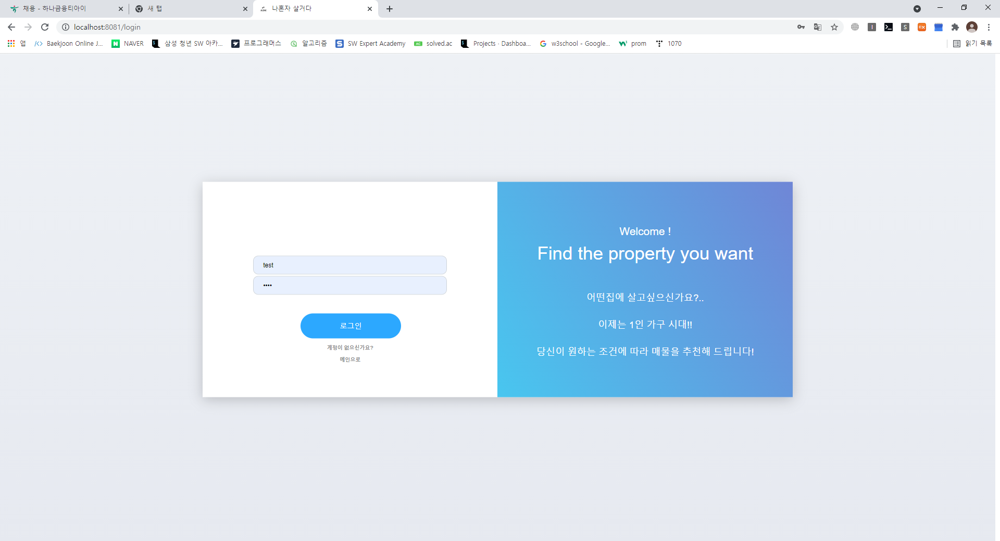 채용 - 하나금융티아이
새 탭
나혼자 살거다
localhost:8081/login
앱
Baekjoon Online J...
NAVER
삼성 청년 SW 아카...
프로그래머스
알고리즘
SW Expert Academy
solved.ac
Projects · Dashboa...
w3school - Google...
prom
1070
읽기 목록
test
••••
로그인
계정이 없으신가요?
메인으로
Welcome !
Find the property you want
어떤집에 살고싶으신가요?..
이제는 1인 가구 시대!!
당신이 원하는 조건에 따라 매물을 추천해 드립니다!